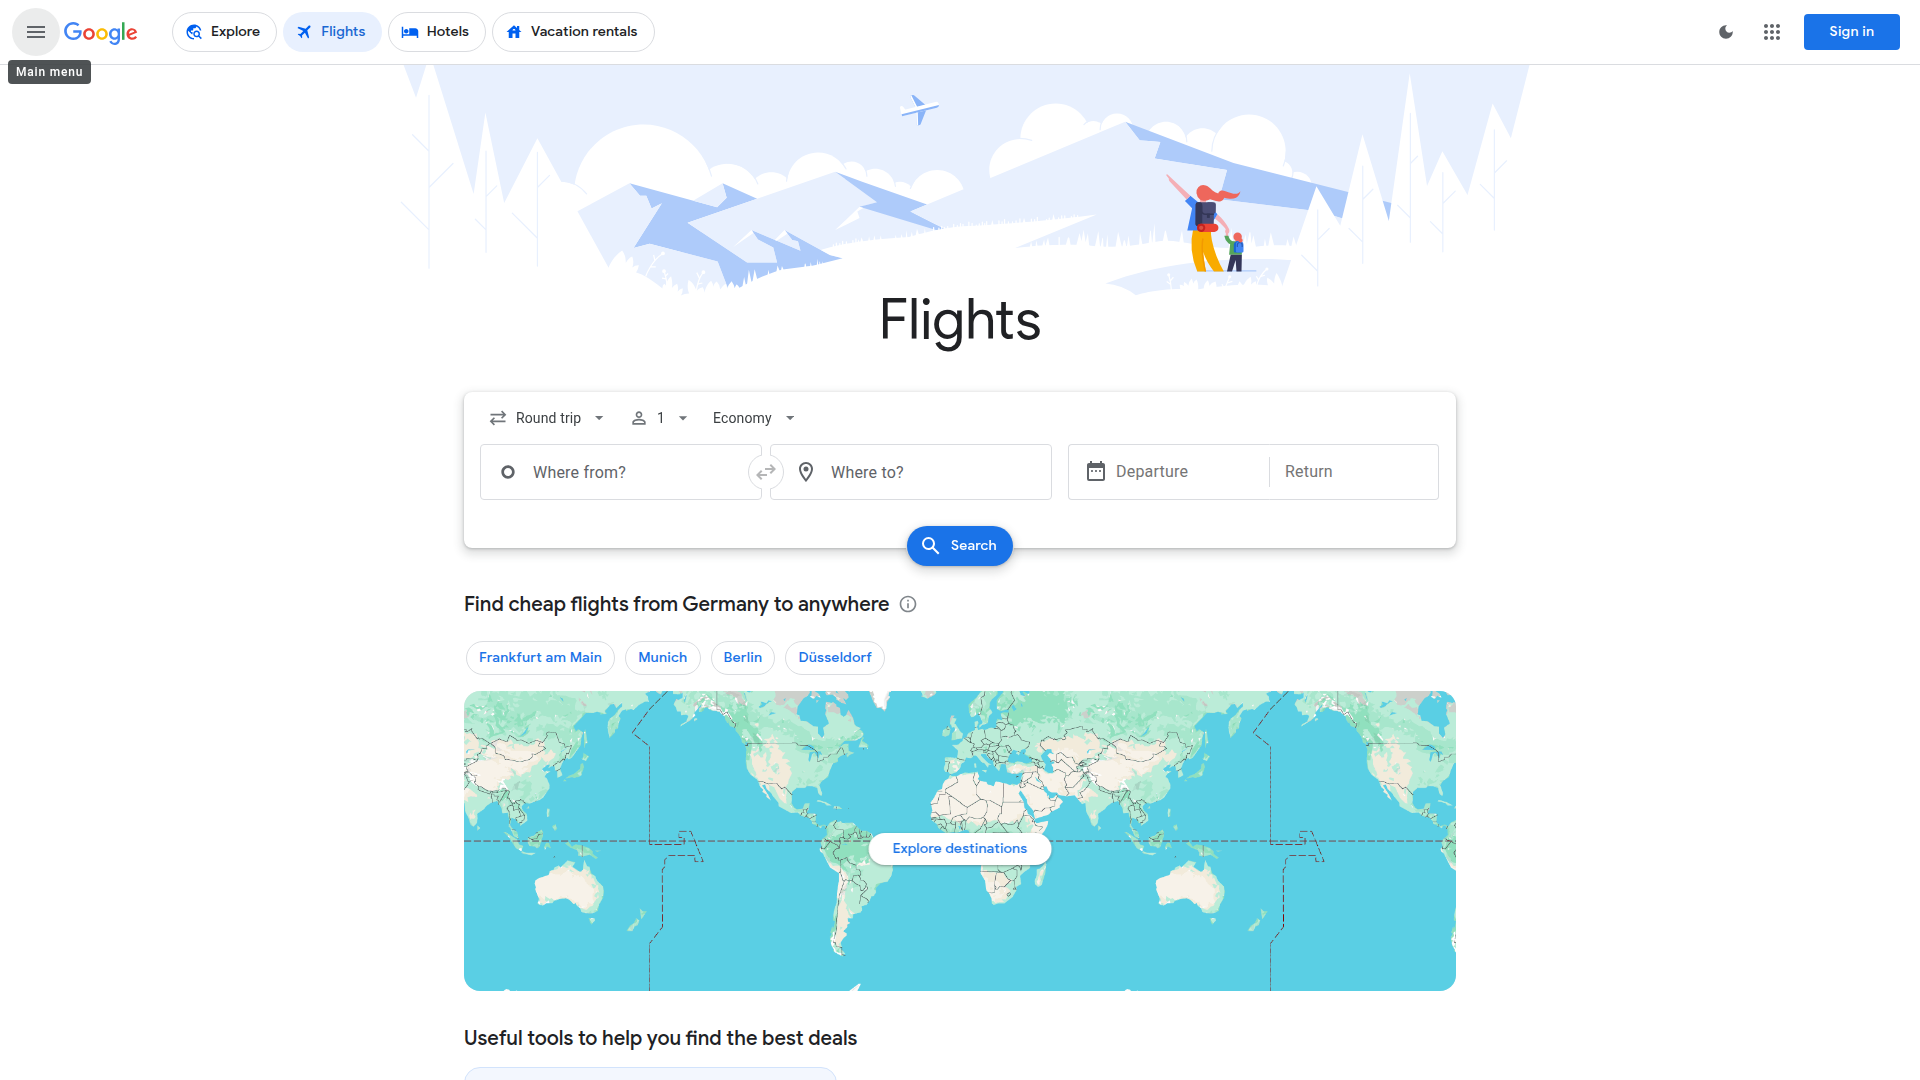 Google
Explore
Flights
Hotels
Vacation rentals
Sign in
Main menu
Flights
Round trip
1
Economy
Where from?
Where to?
Departure
Return
Search
Find cheap flights from Germany to anywhere
Frankfurt am Main
Munich
Berlin
Düsseldorf
Explore destinations
Useful tools to help you find the best deals